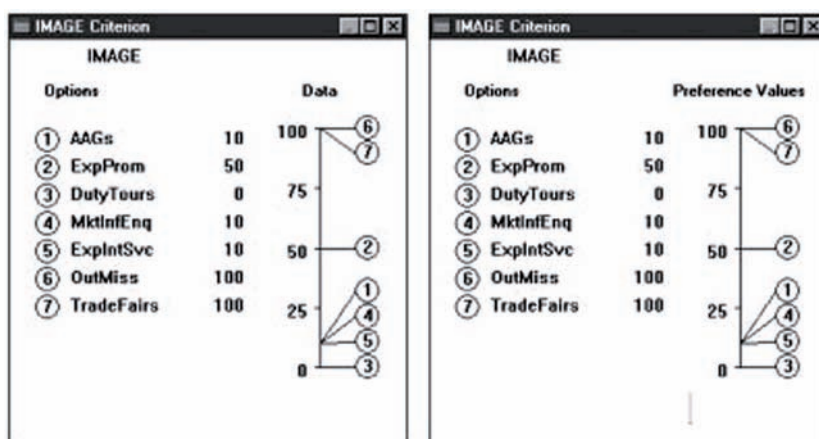 IMAGE Criterion
IMAGE
Options Data
1 AAGs 10
2 ExpProm 50
3 DutyTours 0
4 MktInfEnq 10
5 ExpIntSvc 10
6 OutMiss 100
7 TradeFairs 100
100
75
50
25
0
6
7
2
1
4
5
3
IMAGE Criterion
IMAGE
Options Preference Values
1 AAGs 10
2 ExpProm 50
3 DutyTours 0
4 MktInfEnq 10
5 ExpIntSvc 10
6 OutMiss 100
7 TradeFairs 100
100
75
50
25
0
6
7
2
1
4
5
3